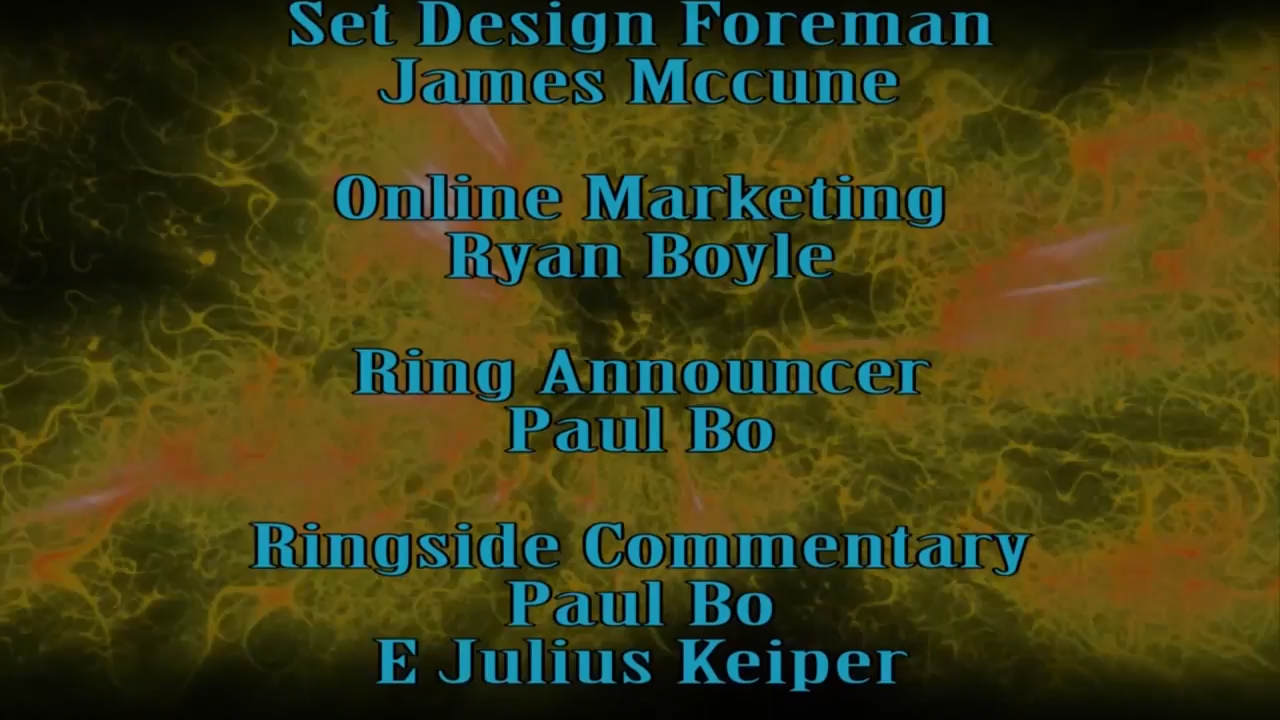 Set Design Foreman
James Mccune
Online Marketing
Ryan Boyle
Ring Announcer
Paul Bo
Ringside Commentary
Paul Bo
E Julius Keiper